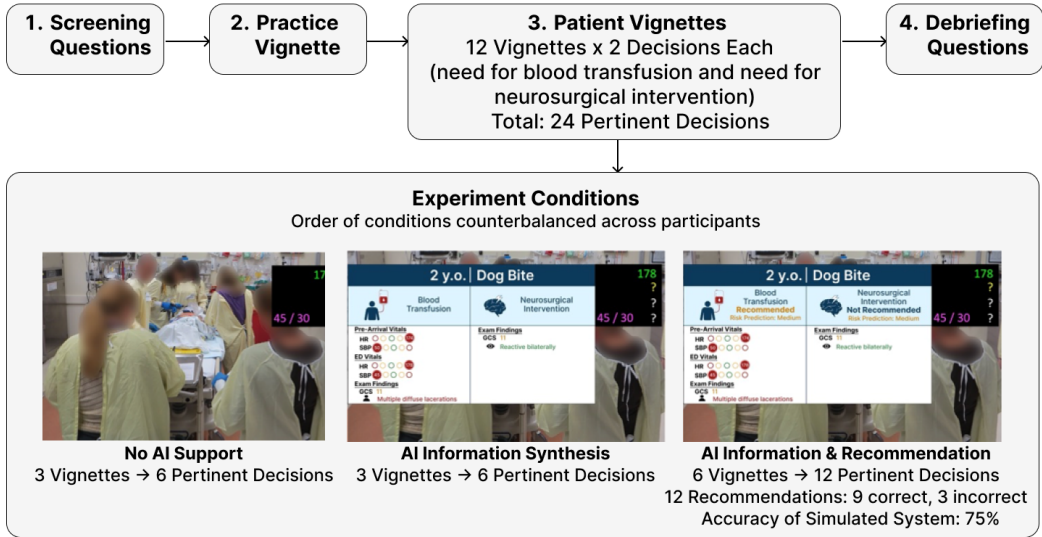 1. Screening
Questions
2. Practice
Vignette
3. Patient Vignettes
12 Vignettes x 2 Decisions Each
(need for blood transfusion and need for
neurosurgical intervention)
Total: 24 Pertinent Decisions
4. Debriefing
Questions
Experiment Conditions
Order of conditions counterbalanced across participants
17
45 / 30
No AI Support
3 Vignettes → 6 Pertinent Decisions
2 y.o. | Dog Bite
Blood
Transfusion
Neurosurgical
Intervention
178
?
?
45 / 30 ?
Pre-Arrival Vitals
HR
SBP
ED Vitals
HR
SBP
Exam Findings
GCS 11
Multiple diffuse lacerations
Exam Findings
GCS 11
Reactive bilaterally
AI Information Synthesis
3 Vignettes → 6 Pertinent Decisions
2 y.o. | Dog Bite
Blood
Transfusion
Recommended
Risk Prediction: Medium
Neurosurgical
Intervention
Not Recommended
Risk Prediction: Medium
178
?
?
45 / 30 ?
Pre-Arrival Vitals
HR
SBP
ED Vitals
HR
SBP
Exam Findings
GCS 11
Multiple diffuse lacerations
Exam Findings
GCS 11
Reactive bilaterally
AI Information & Recommendation
6 Vignettes → 12 Pertinent Decisions
12 Recommendations: 9 correct, 3 incorrect
Accuracy of Simulated System: 75%